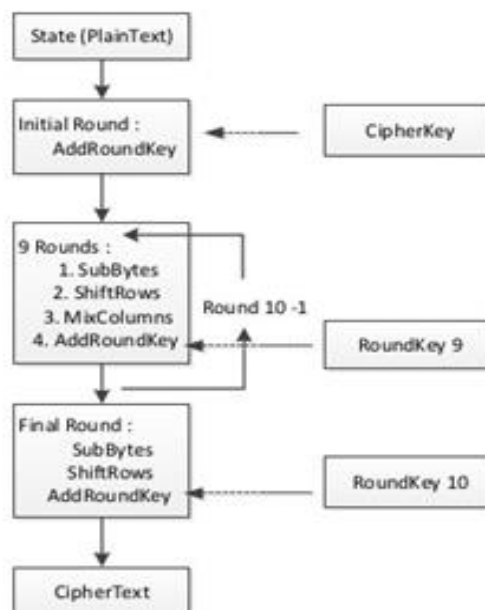 State (PlainText)
Initial Round :
AddRoundKey
CipherKey
9 Rounds :
1. SubBytes
2. ShiftRows
3. MixColumns
4. AddRoundKey
Round 10 -1
RoundKey 9
Final Round :
SubBytes
ShiftRows
AddRoundKey
RoundKey 10
CipherText